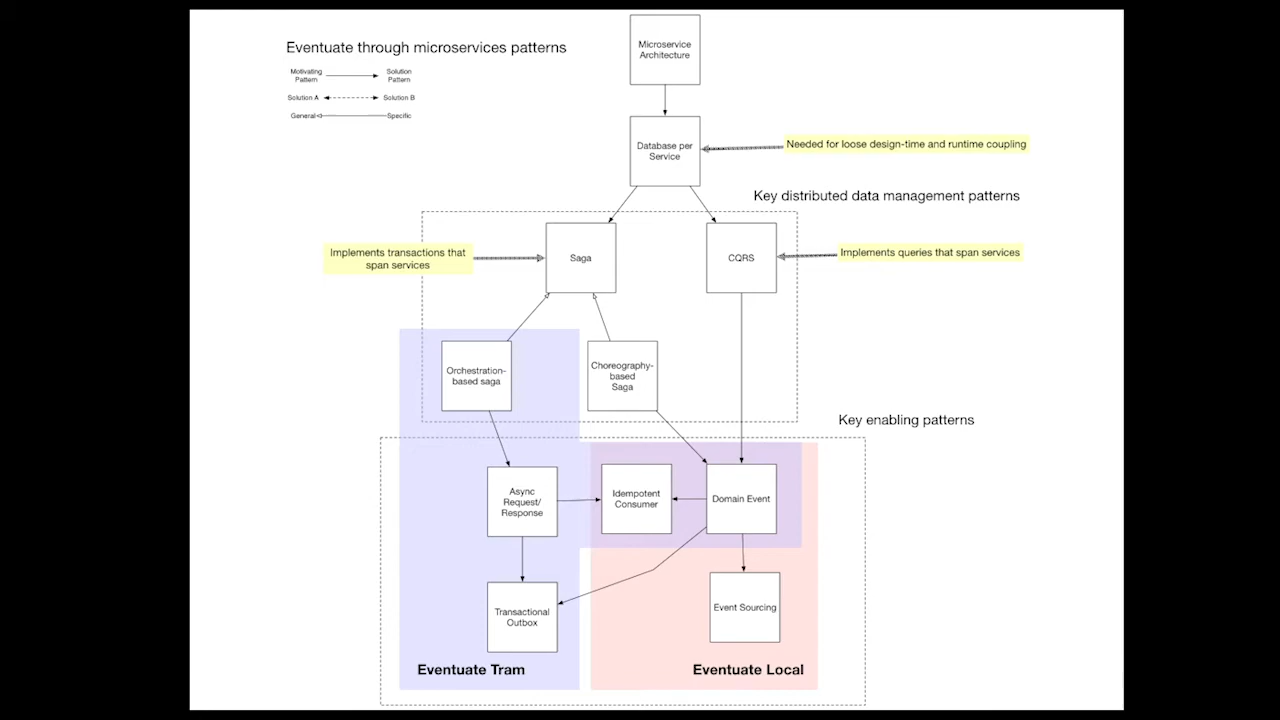 Eventuate through microservices patterns
Motivating
Pattern
Solution
Pattern
Solution A
Solution B
General
Specific
Microservice
Architecture
Database per
Service
Needed for loose design-time and runtime coupling
Key distributed data management patterns
Implements transactions that
span services
Saga
CQRS
Implements queries that span services
Orchestration-
based saga
Choreography-
based
Saga
Key enabling patterns
Async
Request/
Response
Idempotent
Consumer
Domain Event
Transactional
Outbox
Event Sourcing
Eventuate Tram
Eventuate Local